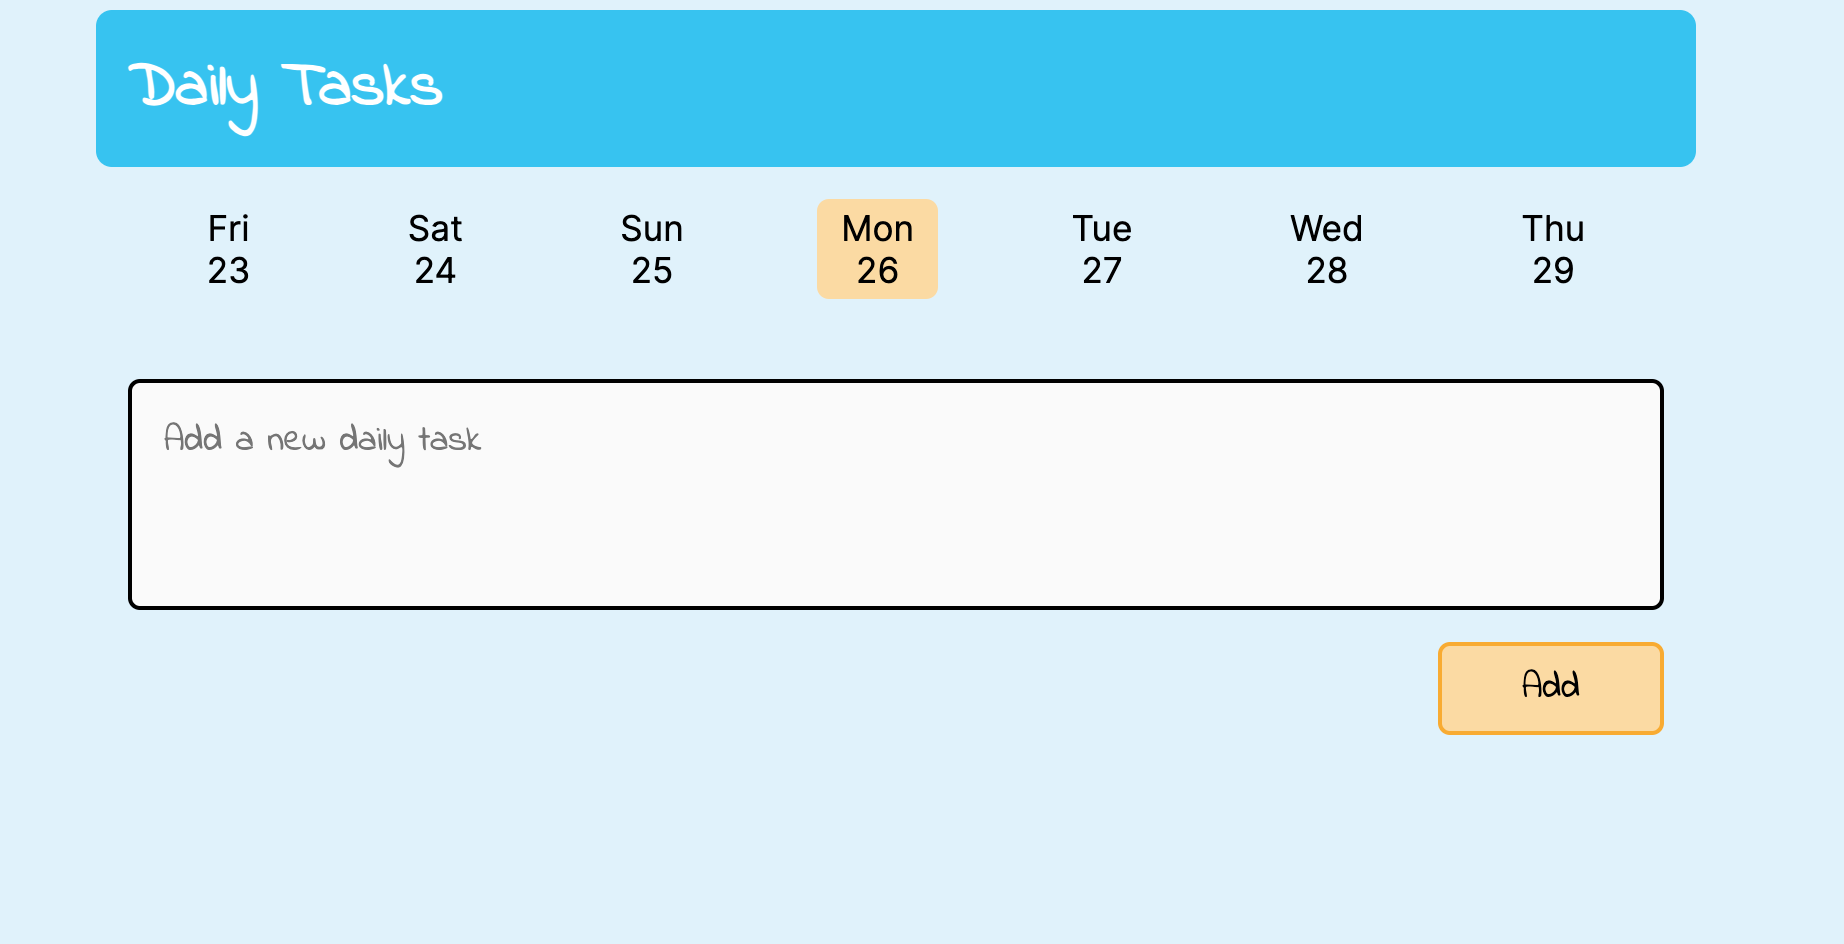 Daily Tasks
Fri Sat Sun Mon Tue Wed Thu
23 24 25 26 27 28 29
Add a new daily task
Add